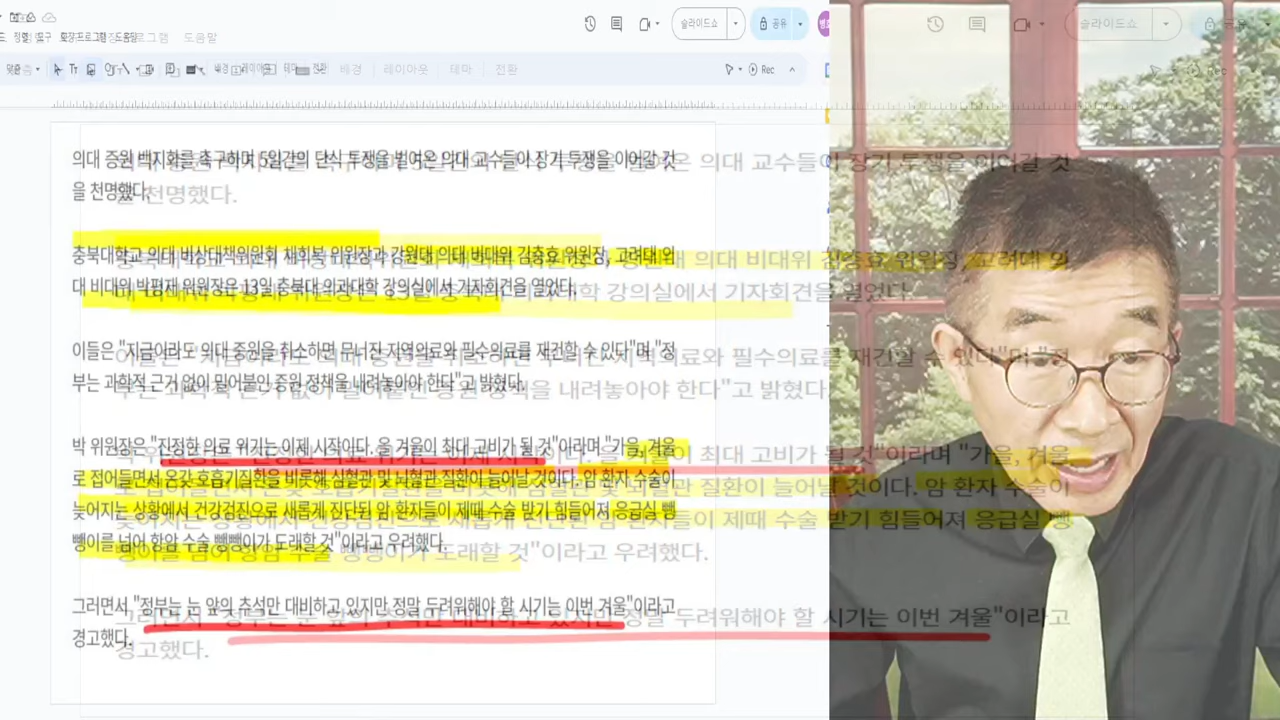 슬라이드쇼 공유
Rec
배경 레이아웃 테마 전환
의대 증원 백지화를 촉구하며 5일간의 단식 투쟁을 벌여온 의대 교수들이 장기 투쟁을 이어갈 것
을 천명했다.
충북대학교 의대 비상대책위원회 채희복 위원장과 강원대 의대 비대위 김충효 위원장, 고려대 의
대 비대위 박평재 위원장은 13일 충북대 의과대학 강의실에서 기자회견을 열었다.
이들은 "지금이라도 의대 증원을 취소하면 무너진 지역의료와 필수의료를 재건할 수 있다"며 "정
부는 과학적 근거 없이 밀어붙인 증원 정책을 내려놓아야 한다"고 밝혔다.
박 위원장은 "진정한 의료 위기는 이제 시작이다. 올 겨울이 최대 고비가 될 것"이라며 "가을, 겨울
로 접어들면서 온갖 호흡기질환을 비롯해 심혈관 및 뇌혈관 질환이 늘어날 것이다. 암 환자 수술이
늦어지는 상황에서 건강검진으로 새롭게 진단된 암 환자들이 제때 수술 받기 힘들어져 응급실 뺑
뺑이를 넘어 항암 수술 뺑뺑이가 도래할 것"이라고 우려했다.
그러면서 "정부는 눈 앞의 추석만 대비하고 있지만 정말 두려워해야 할 시기는 이번 겨울"이라고
경고했다.